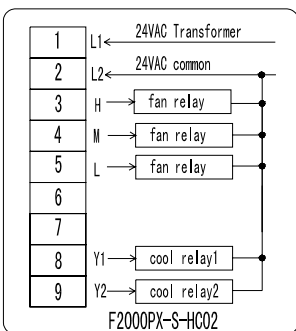 1 L1 24VAC Transformer
2 L2 24VAC common
3 H fan relay
4 M fan relay
5 L fan relay
6
7
8 Y1 cool relay1
9 Y2 cool relay2
F2000PX-S-HC02